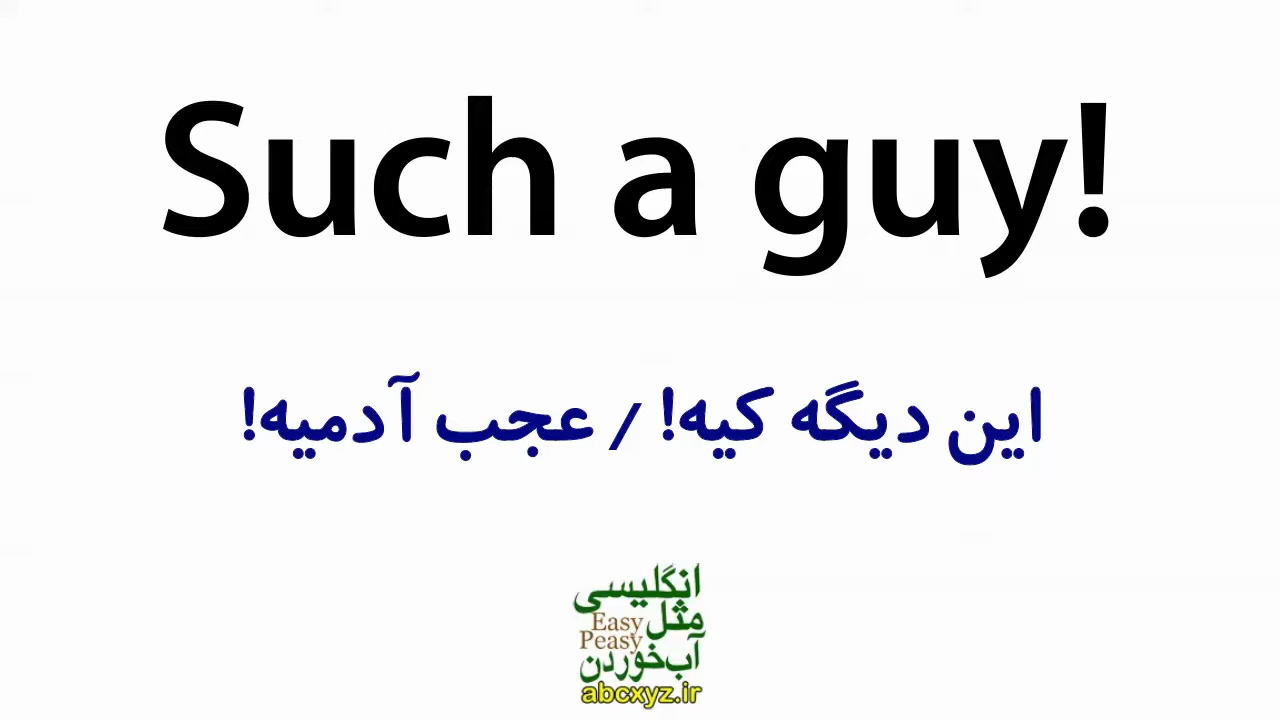 Such a guy!
این دیگه کیه! / عجب آدمیه!
انگلیسی
مثل
Easy
Peasy
آب‌خوردن
abcxyz.ir